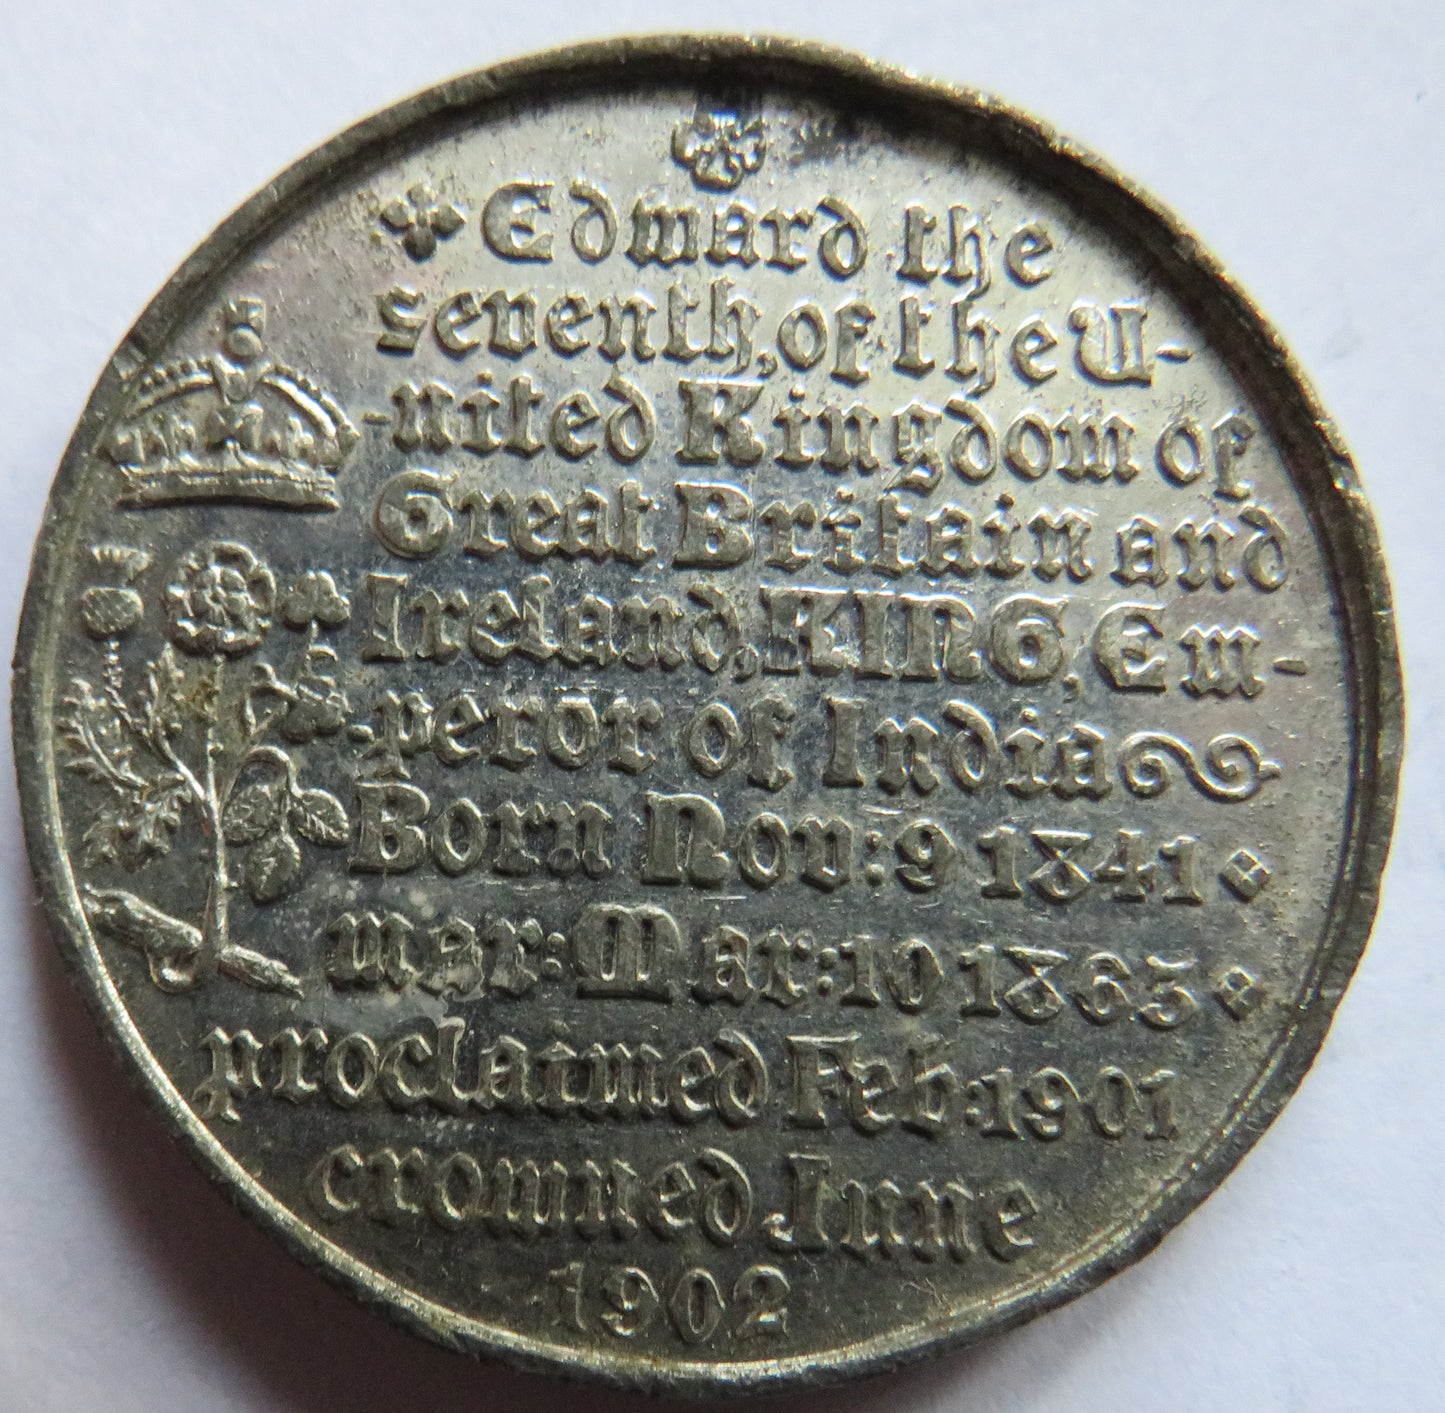 Edward the
seventh, of the U-
-nited Kingdom of
Great Britain and
Ireland, KING, Em-
-peror of India
Born Nov: 9 1841
mar: Mar: 10 1863
proclaimed Feb: 1901
crowned June
1902